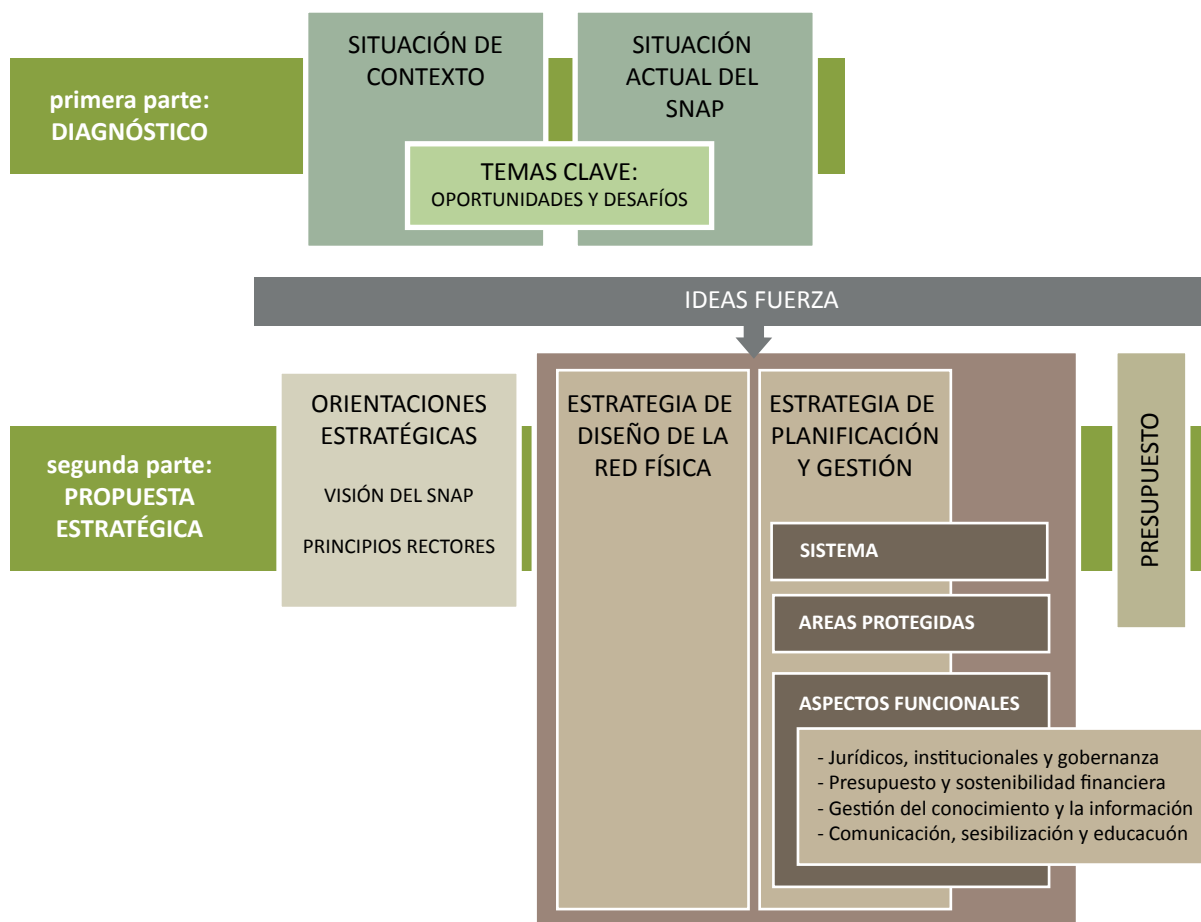 primera parte:
DIAGNÓSTICO
SITUACIÓN DE
CONTEXTO
SITUACIÓN
ACTUAL DEL
SNAP
TEMAS CLAVE:
OPORTUNIDADES Y DESAFÍOS
IDEAS FUERZA
segunda parte:
PROPUESTA
ESTRATÉGICA
ORIENTACIONES
ESTRATÉGICAS
VISIÓN DEL SNAP
PRINCIPIOS RECTORES
ESTRATEGIA DE
DISEÑO DE LA
RED FÍSICA
ESTRATEGIA DE
PLANIFICACIÓN
Y GESTIÓN
SISTEMA
AREAS PROTEGIDAS
ASPECTOS FUNCIONALES
- Jurídicos, institucionales y gobernanza
- Presupuesto y sostenibilidad financiera
- Gestión del conocimiento y la información
- Comunicación, sesibilización y educacuón
PRESUPUESTO